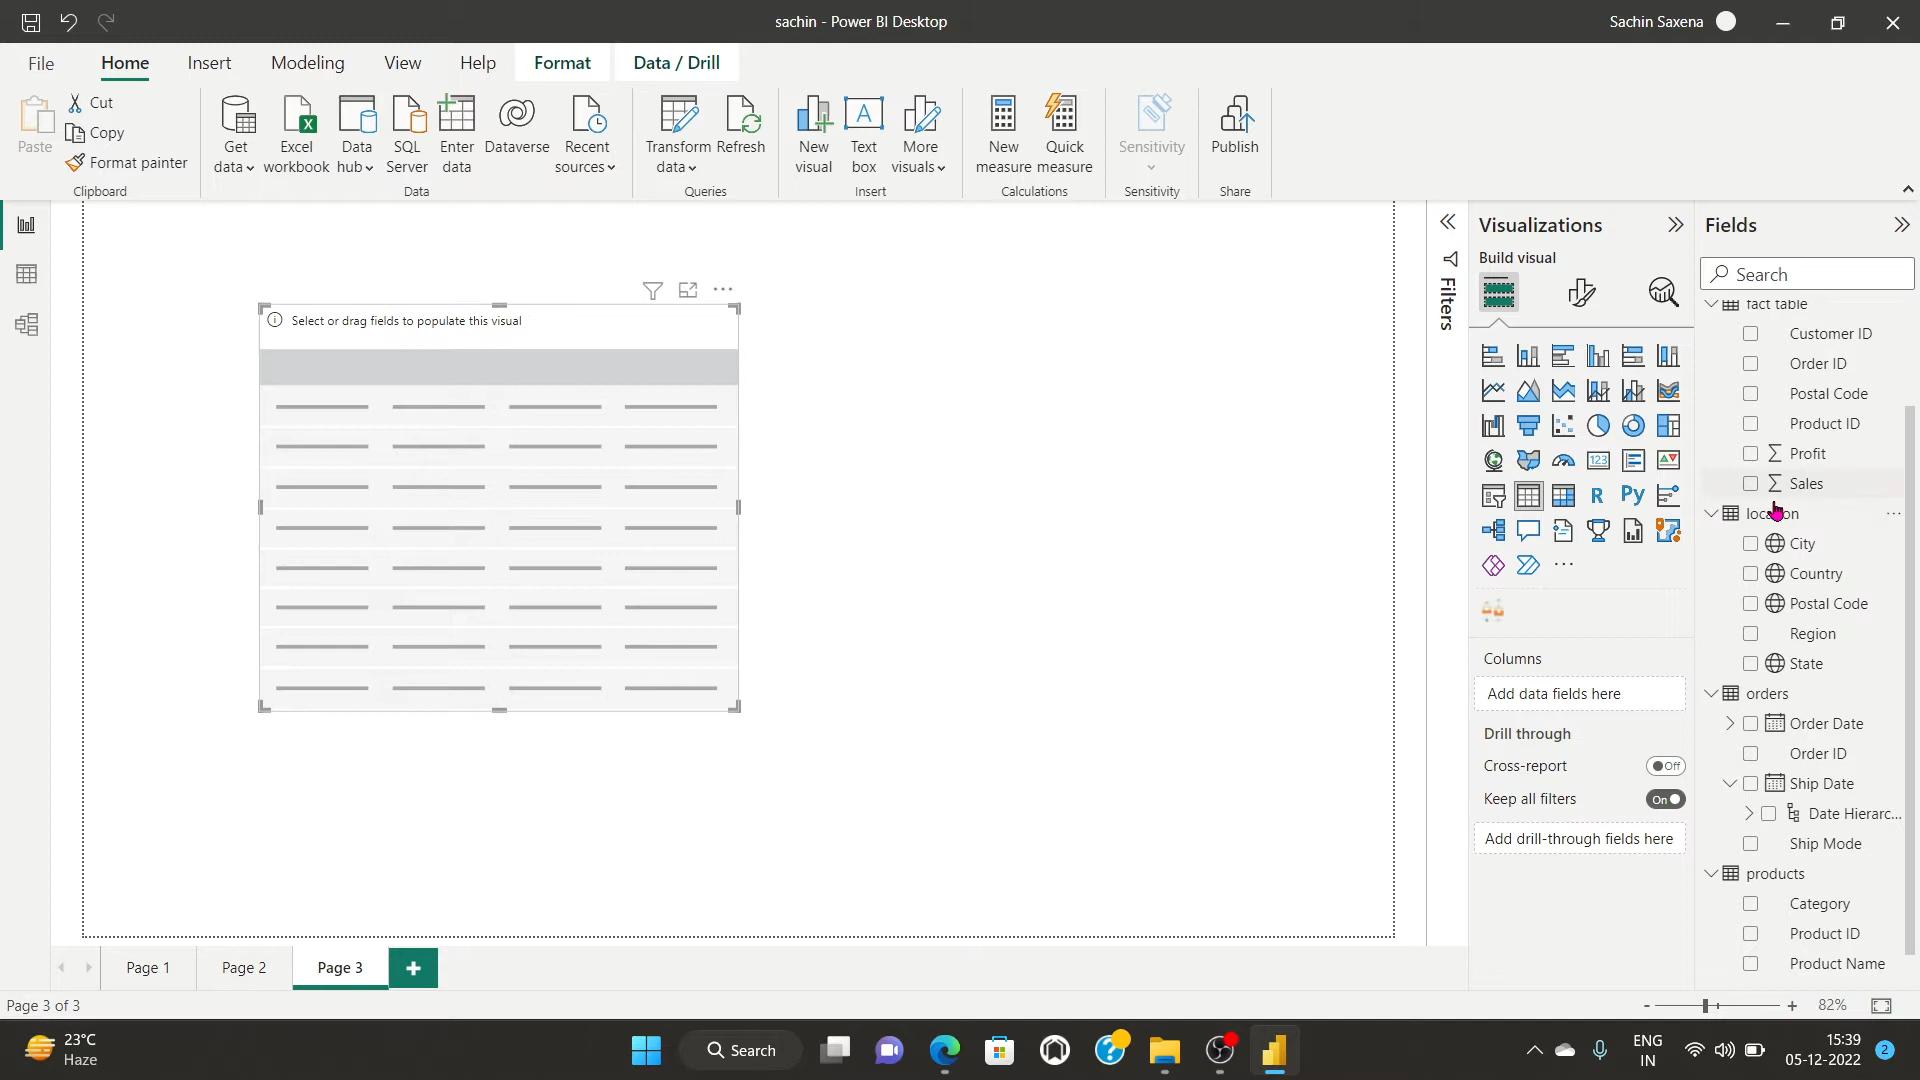 sachin - Power BI Desktop
Sachin Saxena
File
Home
Insert
Modeling
View
Help
Format
Data / Drill
Paste
Cut
Copy
Format painter
Clipboard
Get data
Excel workbook
Data hub
SQL Server
Enter data
Dataverse
Recent sources
Data
Transform data
Refresh
Queries
New visual
Text box
More visuals
Insert
New measure
Quick measure
Calculations
Sensitivity
Sensitivity
Publish
Share
Select or drag fields to populate this visual
Filters
Visualizations
Build visual
123
R
Py
Columns
Add data fields here
Drill through
Cross-report
Off
Keep all filters
On
Add drill-through fields here
Fields
Search
fact table
Customer ID
Order ID
Postal Code
Product ID
Profit
Sales
location
City
Country
Postal Code
Region
State
orders
Order Date
Order ID
Ship Date
Date Hierarc...
Ship Mode
products
Category
Product ID
Product Name
Page 1
Page 2
Page 3
Page 3 of 3
82%
23°C
Haze
Search
ENG
IN
15:39
05-12-2022
2